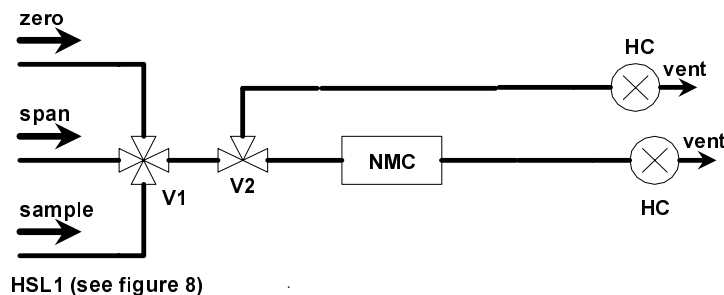 zero
HC
vent
span
vent
NMC
V1
V2
sample
HC
HSL1 (see figure 8)